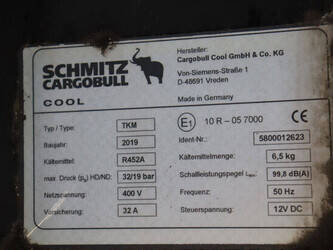 SCHMITZ
CARGOBULL
COOL
Hersteller:
Cargobull Cool GmbH & Co. KG
Von-Siemens-Straße 1
D-48691 Vreden
Made in Germany
Typ / Type: TKM
Baujahr: 2019
Kältemittel: R452A
max. Druck (ps) HD/ND: 32/19 bar
Netzspannung: 400 V
Vorsicherung: 32 A
E1 10 R - 05 7000
Ident-Nr.: 5800012623
Kältemittelmenge: 6,5 kg
Schallleistungspegel LWA: 99,8 dB(A)
Frequenz: 50 Hz
Steuerspannung: 12V DC